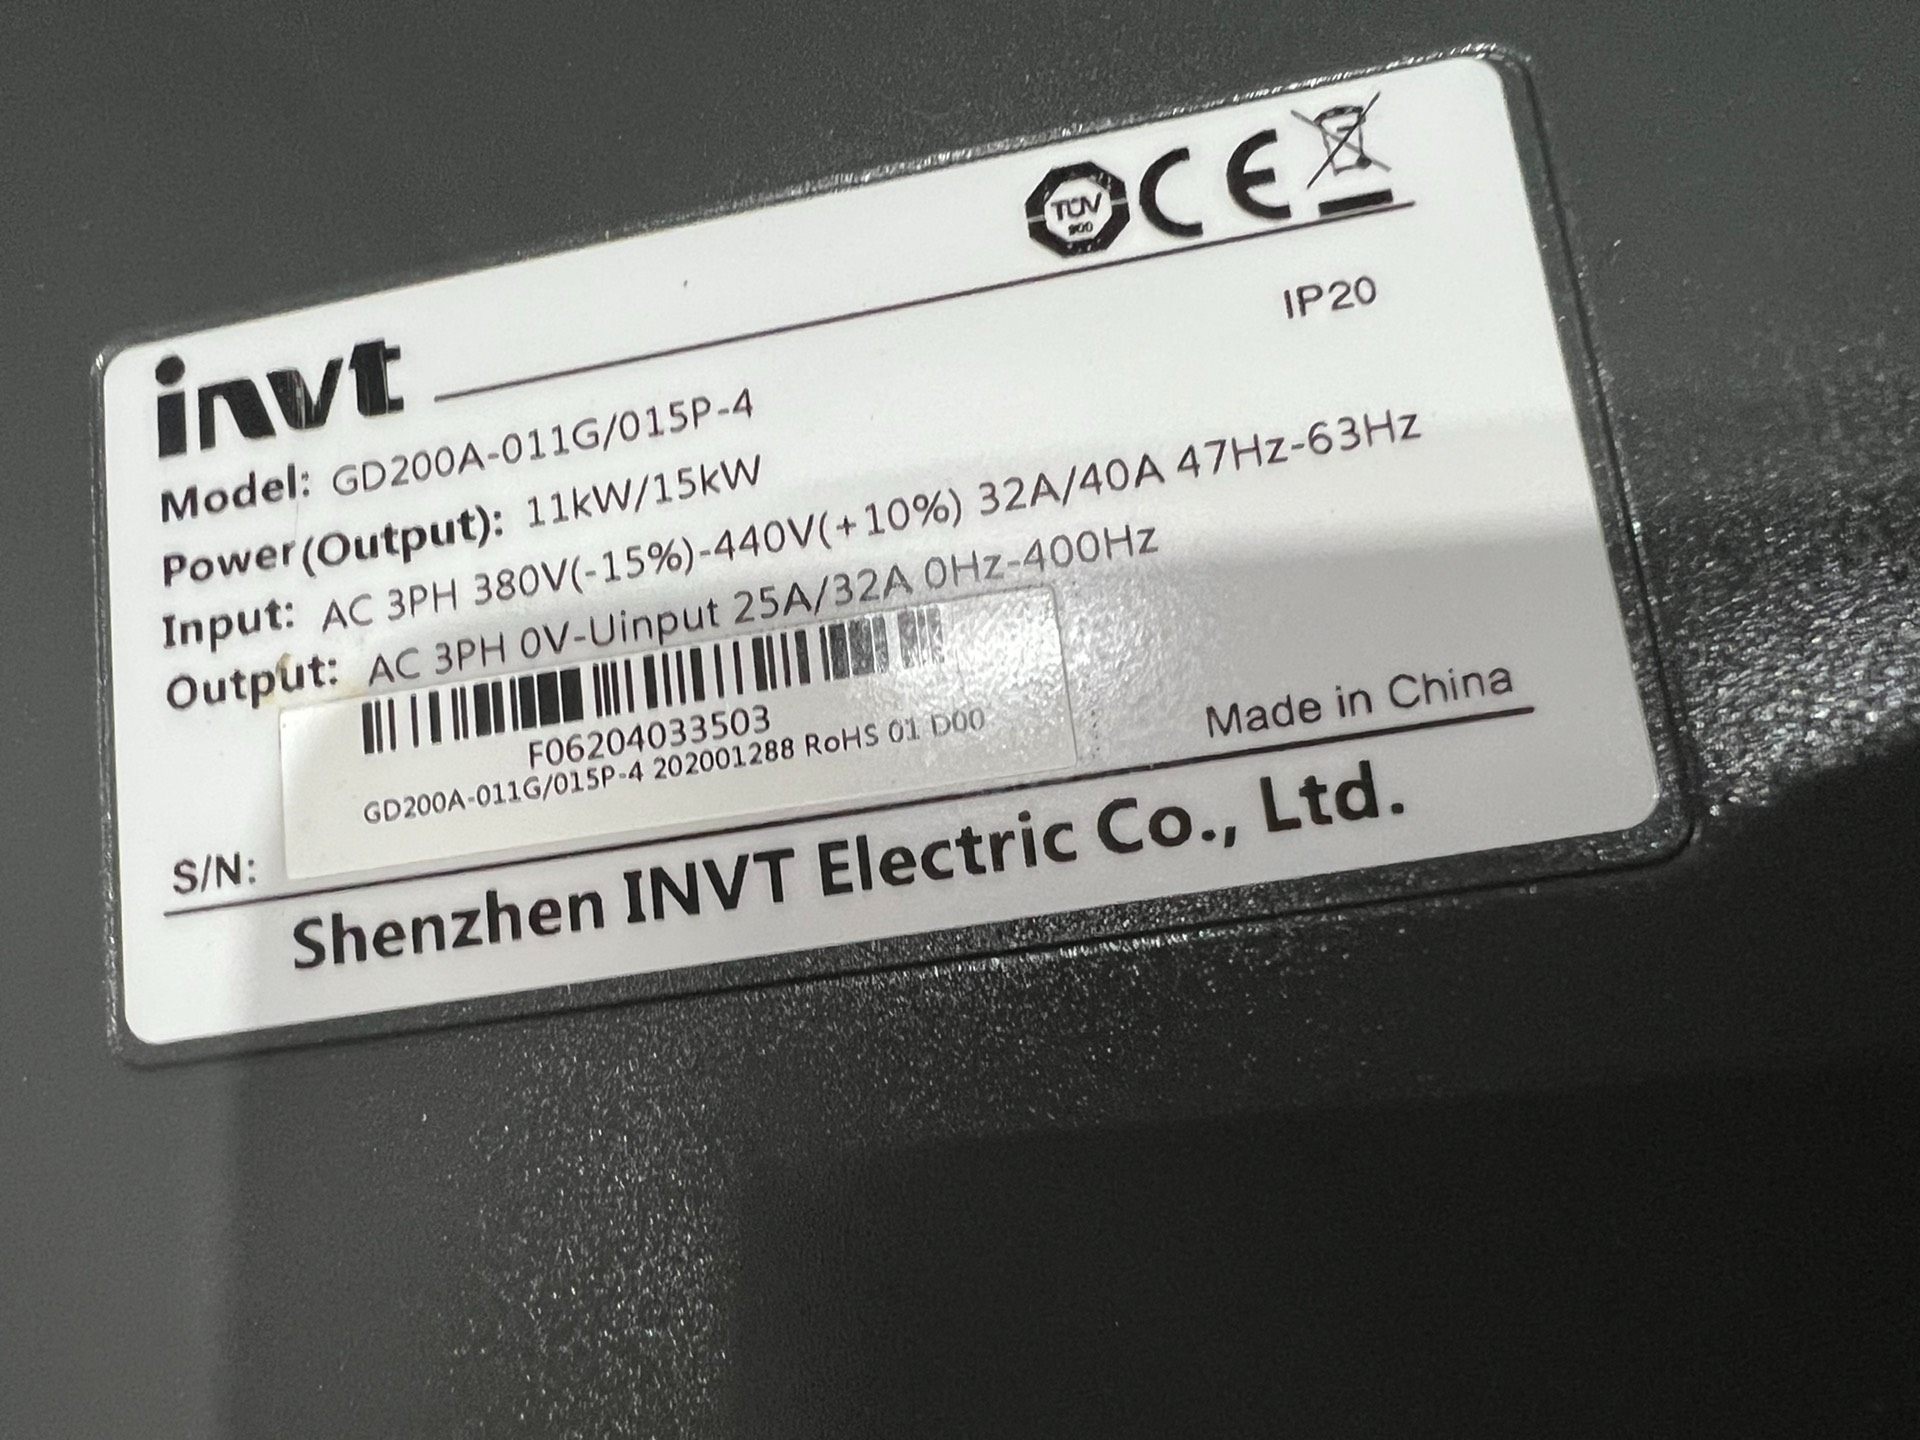 TÜV
CE
invt
IP20
Model: GD200A-011G/015P-4
Power(Output): 11kW/15kW
Input: AC 3PH 380V(-15%)-440V(+10%) 32A/40A 47Hz-63Hz
Output: AC 3PH 0V-Uinput 25A/32A 0Hz-400Hz
F06204033503
GD200A-011G/015P-4 202001288 RoHS 01 D00
S/N:
Made in China
Shenzhen INVT Electric Co., Ltd.